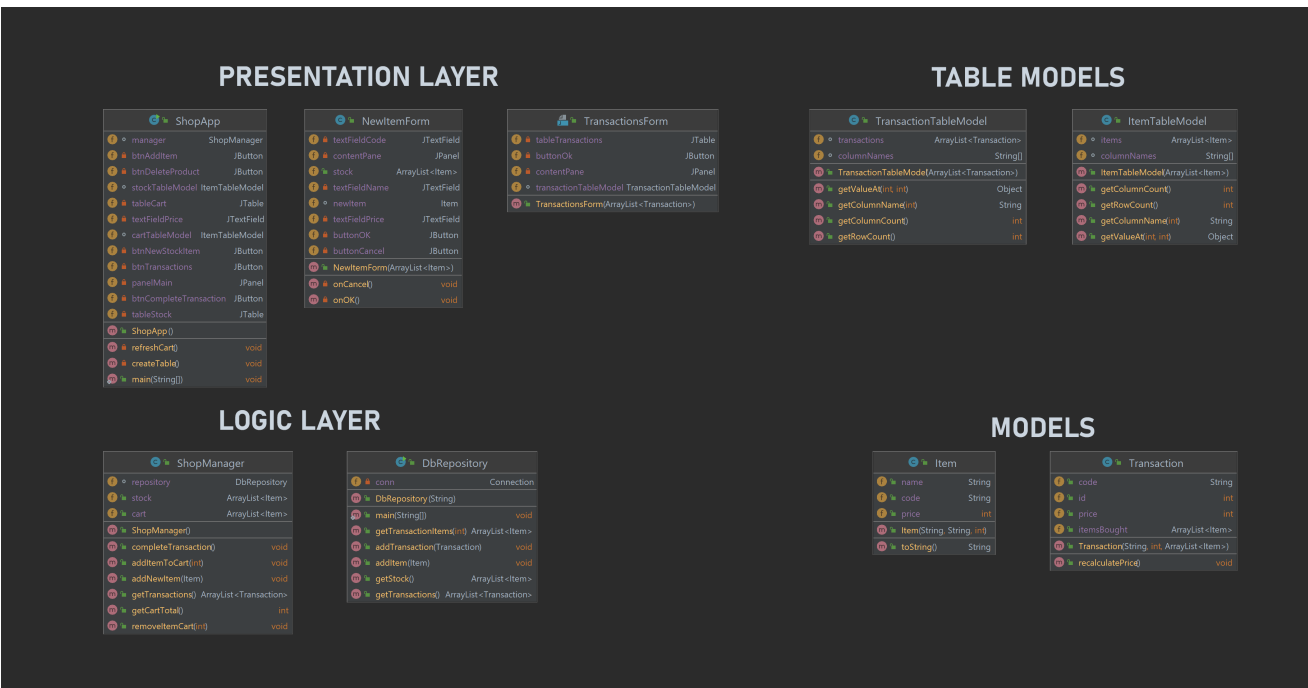 PRESENTATION LAYER
TABLE MODELS
ShopApp
manager ShopManager
btnAddItem JButton
btnDeleteProduct JButton
stockTableModel ItemTableModel
tableCart JTable
textFieldPrice JTextField
cartTableModel ItemTableModel
btnNewStockItem JButton
btnTransactions JButton
panelMain JPanel
btnCompleteTransaction JButton
tableStock JTable
ShopApp()
refreshCart() void
createTable() void
main(String[]) void
NewItemForm
textFieldCode JTextField
contentPane JPanel
stock ArrayList<Item>
textFieldName JTextField
newItem Item
textFieldPrice JTextField
buttonOK JButton
buttonCancel JButton
NewItemForm(ArrayList<Item>)
onCancel() void
onOK() void
TransactionsForm
tableTransactions JTable
buttonOk JButton
contentPane JPanel
transactionTableModel TransactionTableModel
TransactionsForm(ArrayList<Transaction>)
TransactionTableModel
transactions ArrayList<Transaction>
columnNames String[]
TransactionTableModel(ArrayList<Transaction>)
getValueAt(int, int) Object
getColumnName(int) String
getColumnCount() int
getRowCount() int
ItemTableModel
items ArrayList<Item>
columnNames String[]
ItemTableModel(ArrayList<Item>)
getColumnCount() int
getRowCount() int
getColumnName(int) String
getValueAt(int, int) Object
LOGIC LAYER
MODELS
ShopManager
repository DbRepository
stock ArrayList<Item>
cart ArrayList<Item>
ShopManager()
completeTransaction() void
addItemToCart(int) void
addNewItem(Item) void
getTransactions() ArrayList<Transaction>
getCartTotal() int
removeItemCart(int) void
DbRepository
conn Connection
DbRepository(String)
main(String[]) void
getTransactionItems(int) ArrayList<Item>
addTransaction(Transaction) void
addItem(Item) void
getStock() ArrayList<Item>
getTransactions() ArrayList<Transaction>
Item
name String
code String
price int
Item(String, String, int)
toString() String
Transaction
code String
id int
price int
itemsBought ArrayList<Item>
Transaction(String, int, ArrayList<Item>)
recalculatePrice() void